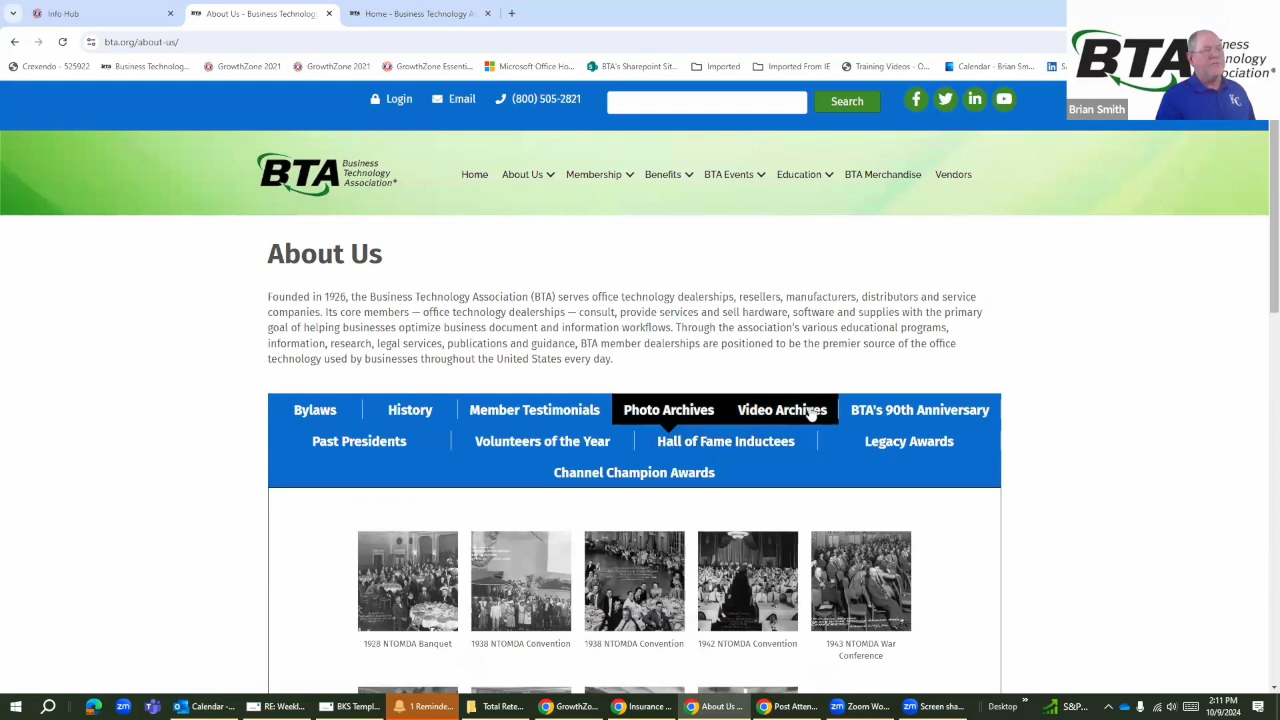 Info Hub
About Us - Business Technology
Home - Business Technology A
bta.org/about-us/
Crexendo - 525922
Business Technolog...
GrowthZone 2021
GrowthZone 2021
GrowthZone Essenti...
Microsoft Office Ho...
BTA's Sharepoint Sit...
Imported
Imported From IE
Training Videos - O...
Calendar - Brian Sm...
BTA Business Technology Association®
Brian Smith
Login
Email
(800) 505-2821
Search
BTA Business Technology Association®
Home
About Us
Membership
Benefits
BTA Events
Education
BTA Merchandise
Vendors
About Us
Founded in 1926, the Business Technology Association (BTA) serves office technology dealerships, resellers, manufacturers, distributors and service
companies. Its core members — office technology dealerships — consult, provide services and sell hardware, software and supplies with the primary
goal of helping businesses optimize business document and information workflows. Through the association's various educational programs,
information, research, legal services, publications and guidance, BTA member dealerships are positioned to be the premier source of the office
technology used by businesses throughout the United States every day.
Bylaws
History
Member Testimonials
Photo Archives
Video Archives
BTA's 90th Anniversary
Past Presidents
Volunteers of the Year
Hall of Fame Inductees
Legacy Awards
Channel Champion Awards
1928 NTOMDA Banquet
1938 NTOMDA Convention
1938 NTOMDA Convention
1942 NTOMDA Convention
1943 NTOMDA War
Conference
Calendar -...
RE: Weekl...
BKS Templ...
1 Reminde...
Total Rete...
GrowthZo...
Insurance ...
About Us ...
Post Atten...
Zoom Wo...
Screen sha...
Desktop
S&P...
2:11 PM
10/9/2024